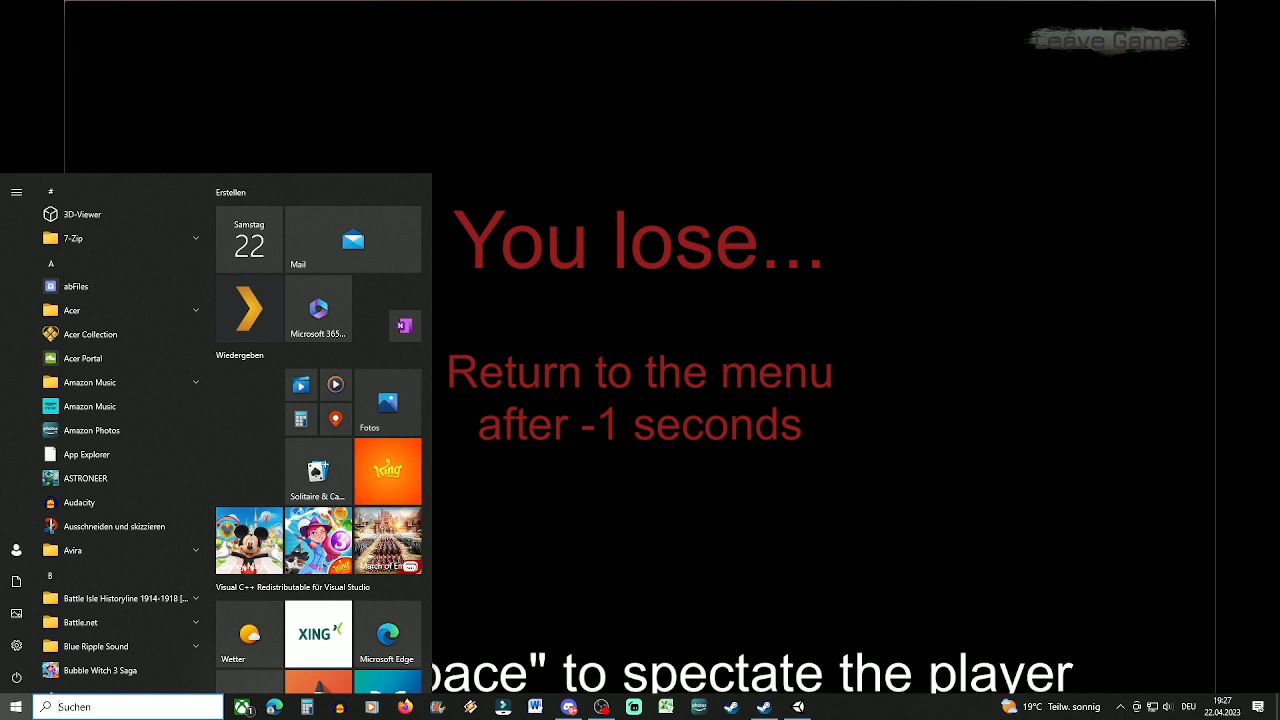 Leave Game
You lose...
Return to the menu
after -1 seconds
pace" to spectate the player
#
3D-Viewer
7-Zip
A
abFiles
Acer
Acer Collection
Acer Portal
Amazon Music
Amazon Music
Amazon Photos
App Explorer
ASTRONEER
Audacity
Ausschneiden und skizzieren
Avira
B
Battle Isle Historyline 1914-1918 [...
Battle.net
Blue Ripple Sound
Bubble Witch 3 Saga
Erstellen
Samstag
22
Mail
Microsoft 365...
Wiedergeben
Fotos
Solitaire & Ca...
king
March of Em...
Visual C++ Redistributable für Visual Studio
Wetter
XING
Microsoft Edge
Suchen
19°C Teilw. sonnig
DEU
19:27
22.04.2023